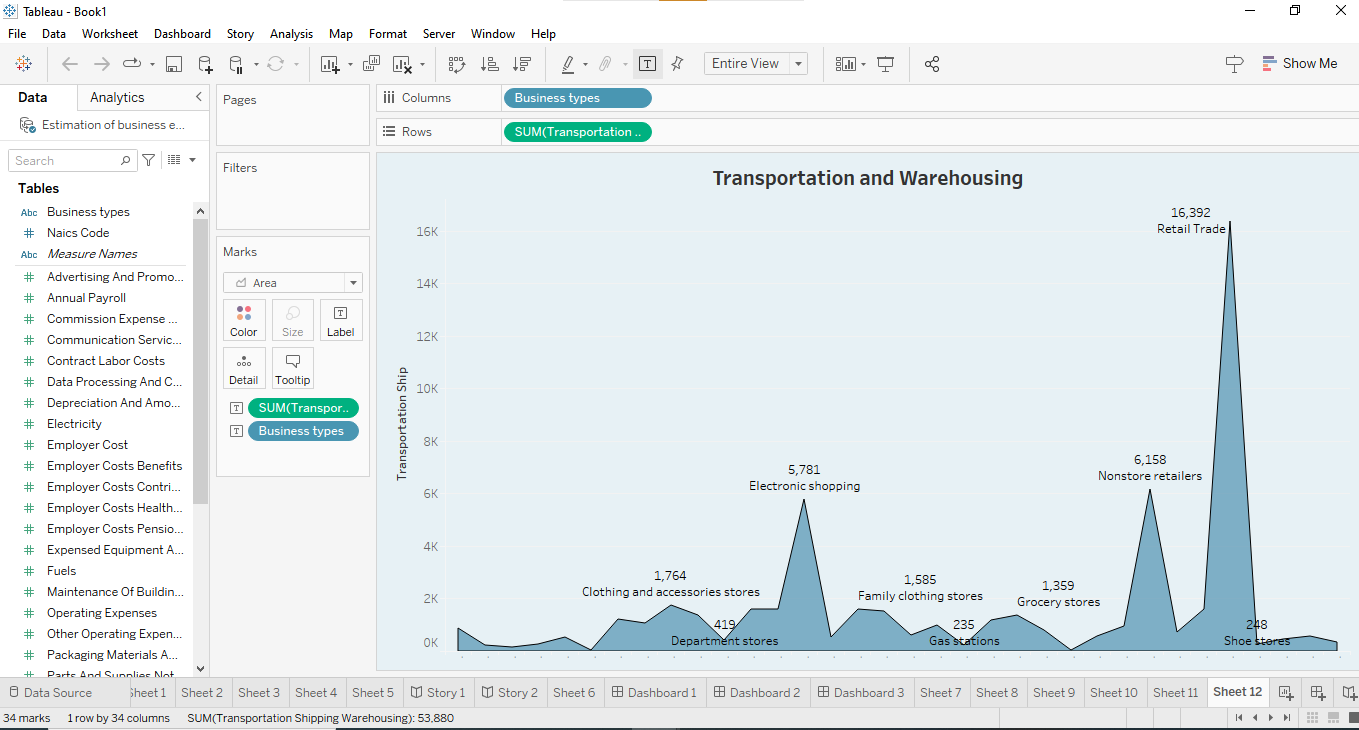 Tableau - Book1
File Data Worksheet Dashboard Story Analysis Map Format Server Window Help
Entire View
Show Me
Data Analytics
Estimation of business e...
Search
Tables
Abc Business types
# Naics Code
Abc Measure Names
# Advertising And Promo...
# Annual Payroll
# Commission Expense ...
# Communication Servic...
# Contract Labor Costs
# Data Processing And C...
# Depreciation And Amo...
# Electricity
# Employer Cost
# Employer Costs Benefits
# Employer Costs Contri...
# Employer Costs Health...
# Employer Costs Pensio...
# Expensed Equipment A...
# Fuels
# Maintenance Of Buildin...
# Operating Expenses
# Other Operating Expen...
# Packaging Materials A...
# Parts And Supplies Not
Pages
Filters
Marks
Area
Color Size Label
Detail Tooltip
SUM(Transpor..
Business types
Columns Business types
Rows SUM(Transportation ..
Transportation and Warehousing
Transportation Ship
16K
14K
12K
10K
8K
6K
4K
2K
0K
16,392
Retail Trade
6,158
Nonstore retailers
5,781
Electronic shopping
1,764
Clothing and accessories stores
1,585
Family clothing stores
1,359
Grocery stores
419
Department stores
235
Gas stations
248
Shoe stores
Data Source Sheet 1 Sheet 2 Sheet 3 Sheet 4 Sheet 5 Story 1 Story 2 Sheet 6 Dashboard 1 Dashboard 2 Dashboard 3 Sheet 7 Sheet 8 Sheet 9 Sheet 10 Sheet 11 Sheet 12
34 marks 1 row by 34 columns SUM(Transportation Shipping Warehousing): 53,880